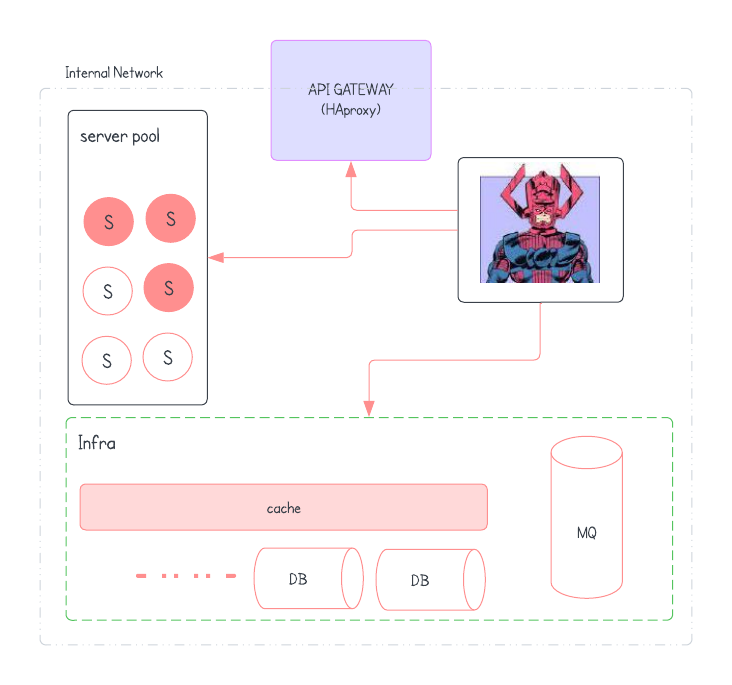 Internal Network
API GATEWAY
(HAproxy)
server pool
S
S
S
S
S
S
Infra
cache
MQ
DB
DB